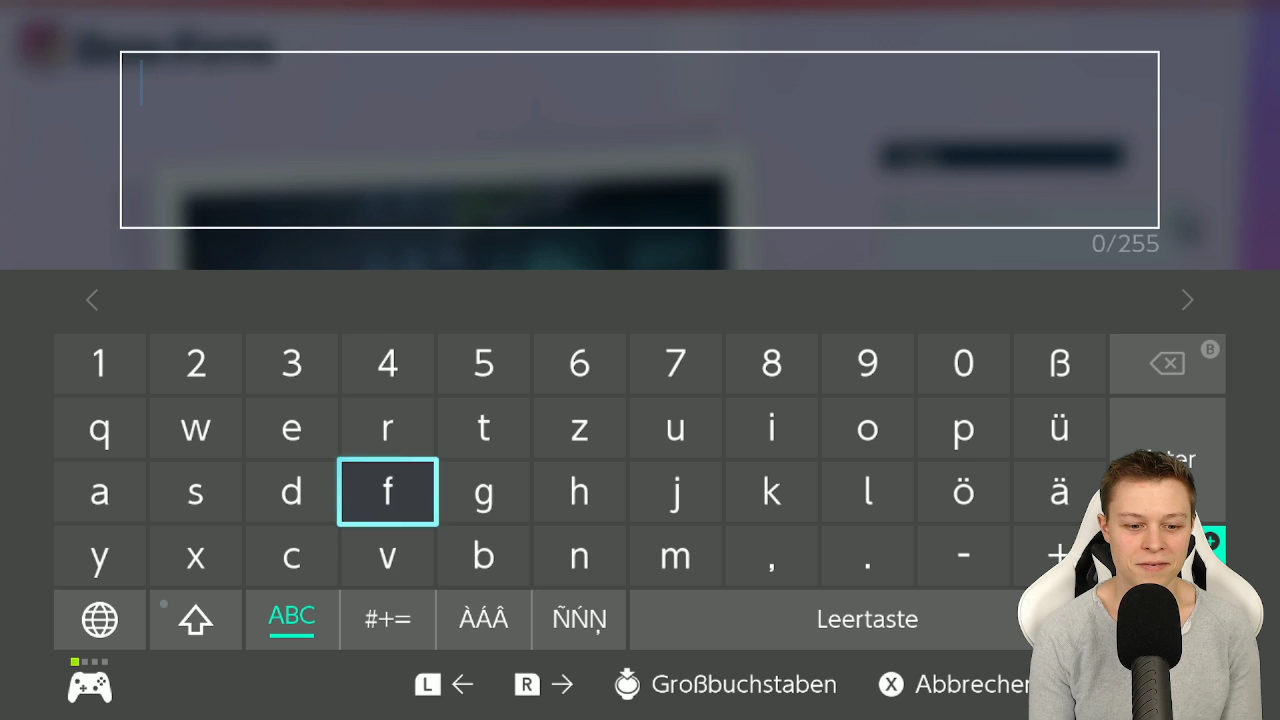 0/255
1 2 3 4 5 6 7 8 9 0 ß
B
q w e r t z u i o p ü
a s d f g h j k l ö ä
y x c v b n m , . - +
ABC #+= ÀÁÂ ÑŃŅ Leertaste
L ← R → Großbuchstaben X Abbrechen